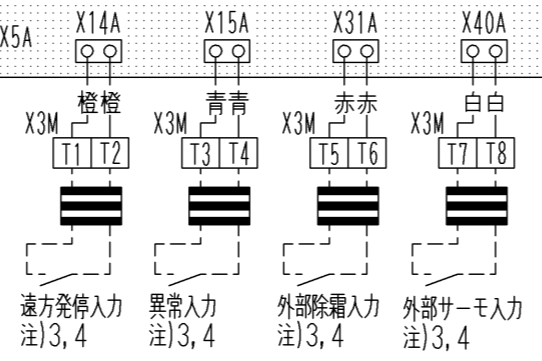 X5A X14A X15A X31A X40A
橙橙 青青 赤赤 白白
X3M X3M X3M X3M
T1 T2 T3 T4 T5 T6 T7 T8
遠方発停入力 異常入力 外部除霜入力 外部サーモ入力
注)3,4 注)3,4 注)3,4 注)3,4